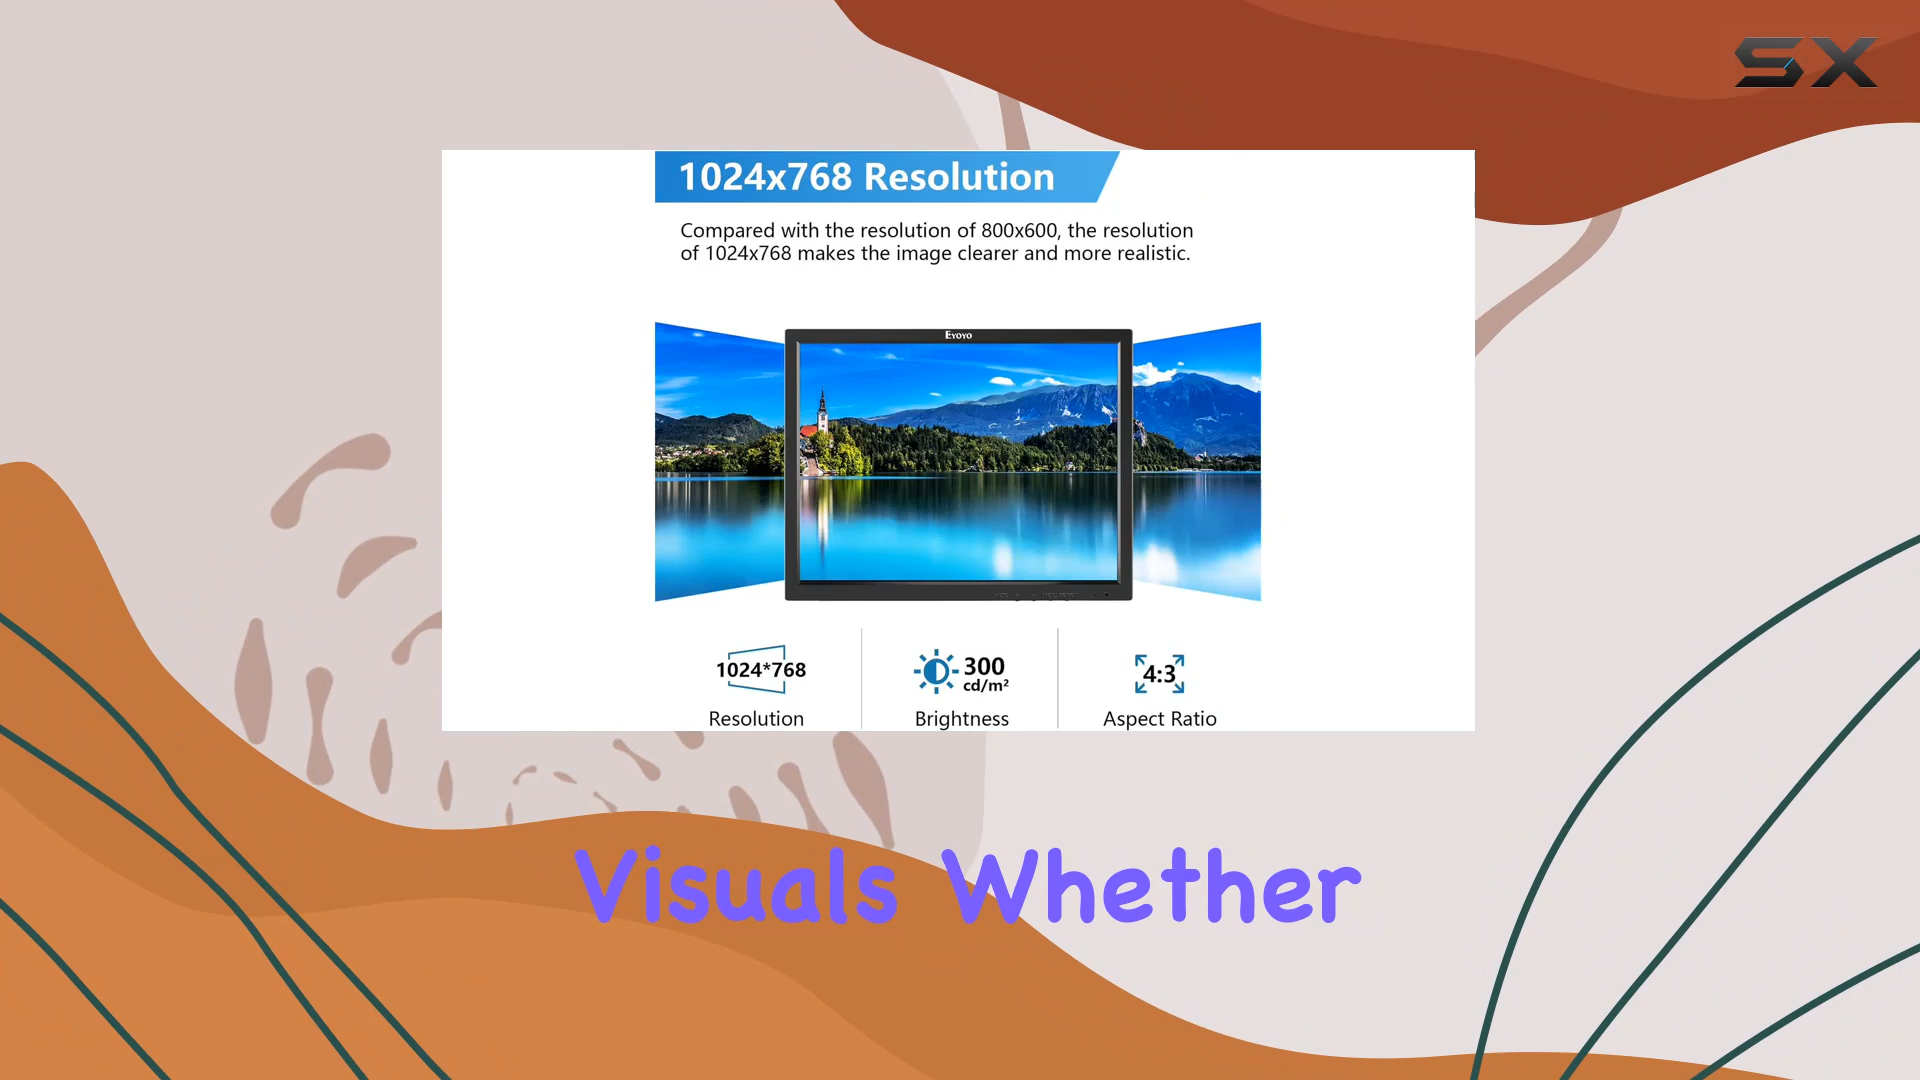 SX
1024x768 Resolution
Compared with the resolution of 800x600, the resolution
of 1024x768 makes the image clearer and more realistic.
Eyoyo
1024*768
Resolution
300
cd/m²
Brightness
4:3
Aspect Ratio
Visuals Whether